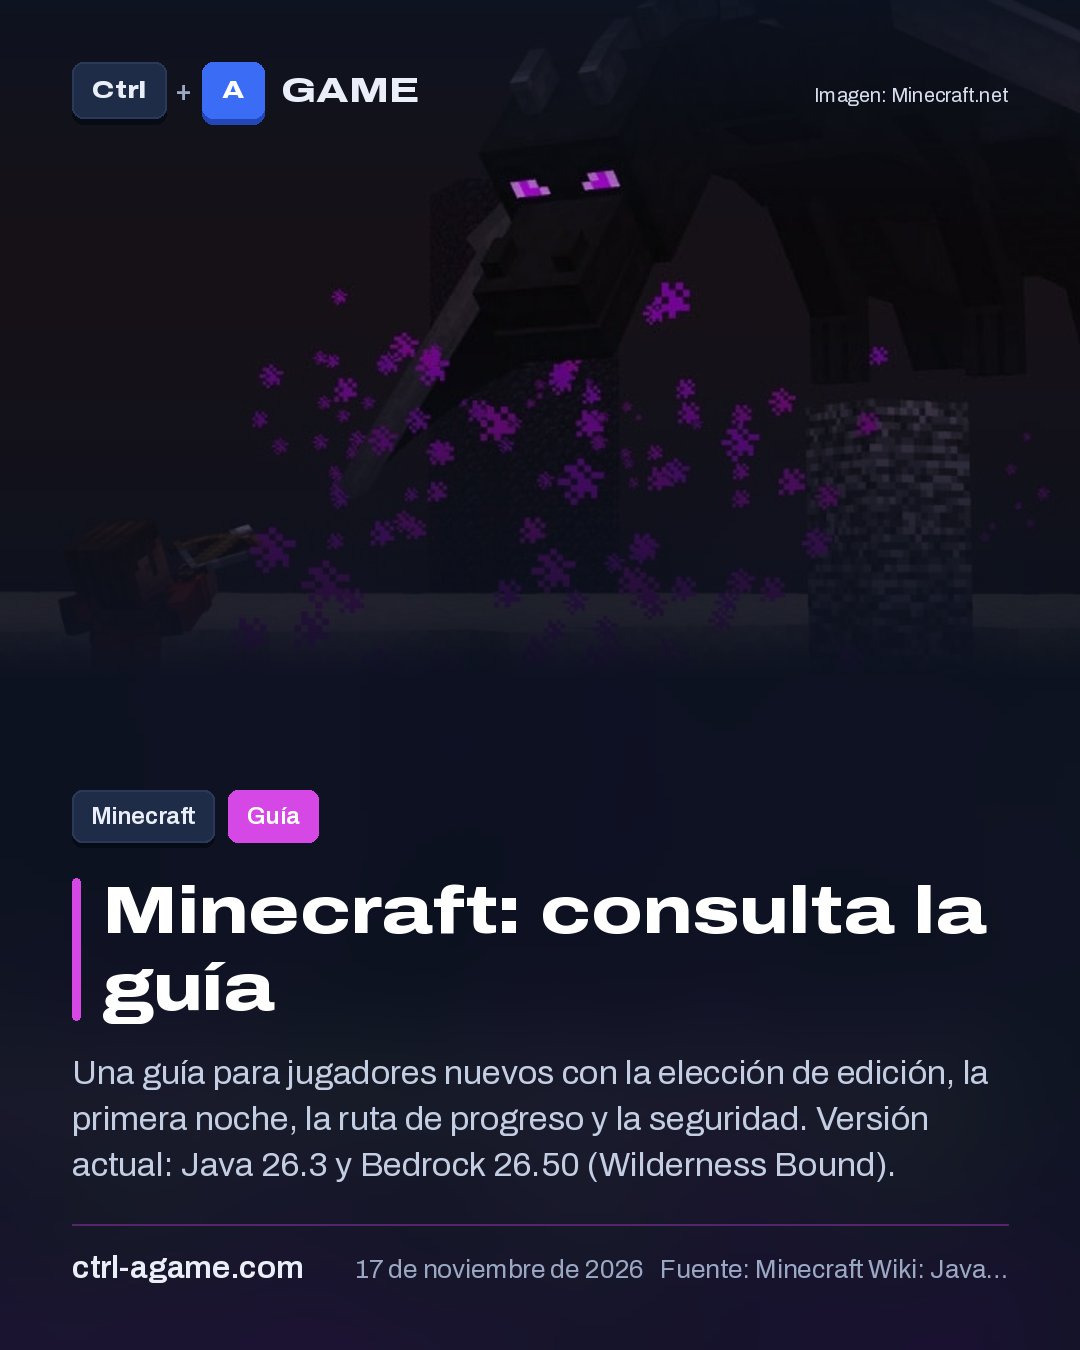 Ctrl + A GAME
Imagen: Minecraft.net
Minecraft Guía
Minecraft: consulta la
guía
Una guía para jugadores nuevos con la elección de edición, la
primera noche, la ruta de progreso y la seguridad. Versión
actual: Java 26.3 y Bedrock 26.50 (Wilderness Bound).
ctrl-agame.com 17 de noviembre de 2026 Fuente: Minecraft Wiki: Java...